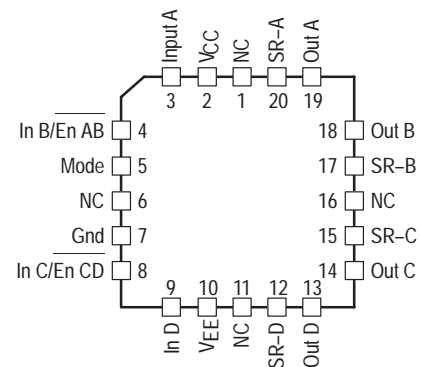 Input A
VCC
NC
SR–A
Out A
3 2 1 20 19
In B/En AB 4
Mode 5
NC 6
Gnd 7
In C/En CD 8
18 Out B
17 SR–B
16 NC
15 SR–C
14 Out C
9 10 11 12 13
In D
VEE
NC
SR–D
Out D